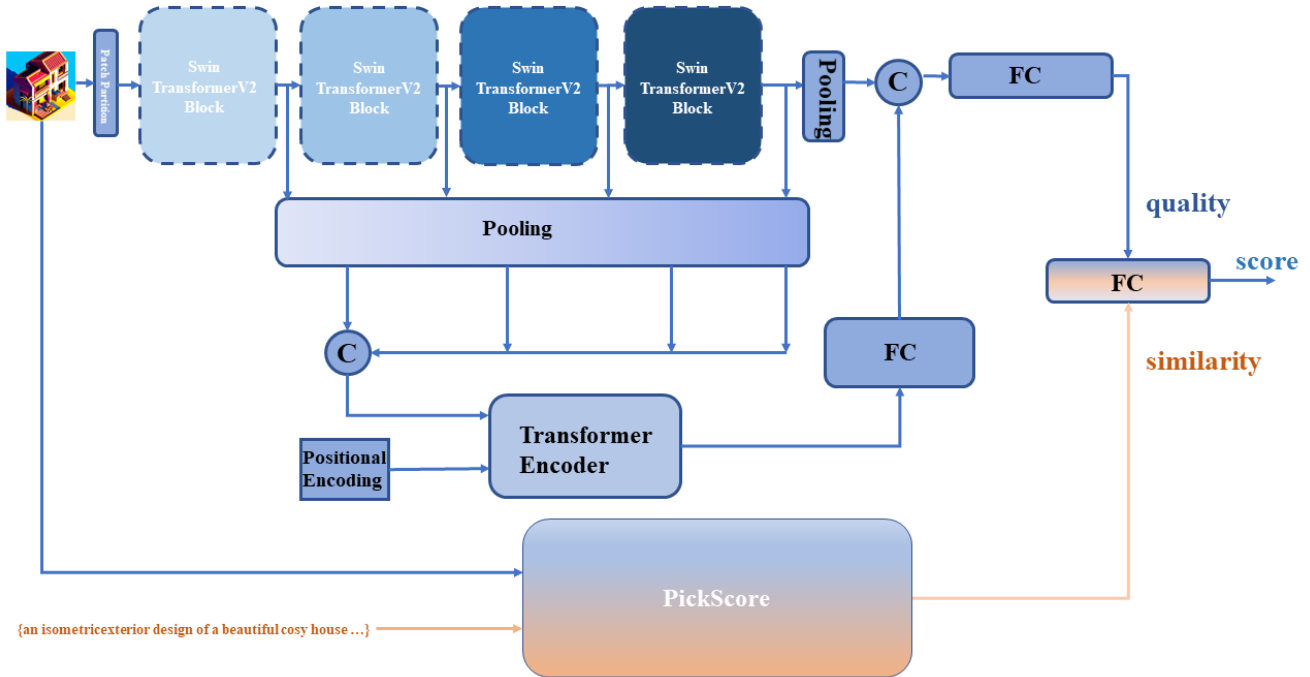 Patch Partition
Swin
TransformerV2
Block
Swin
TransformerV2
Block
Swin
TransformerV2
Block
Swin
TransformerV2
Block
Pooling
C
FC
Pooling
quality
FC
score
C
FC
similarity
Positional
Encoding
Transformer
Encoder
PickScore
{an isometricexterior design of a beautiful cosy house ...}